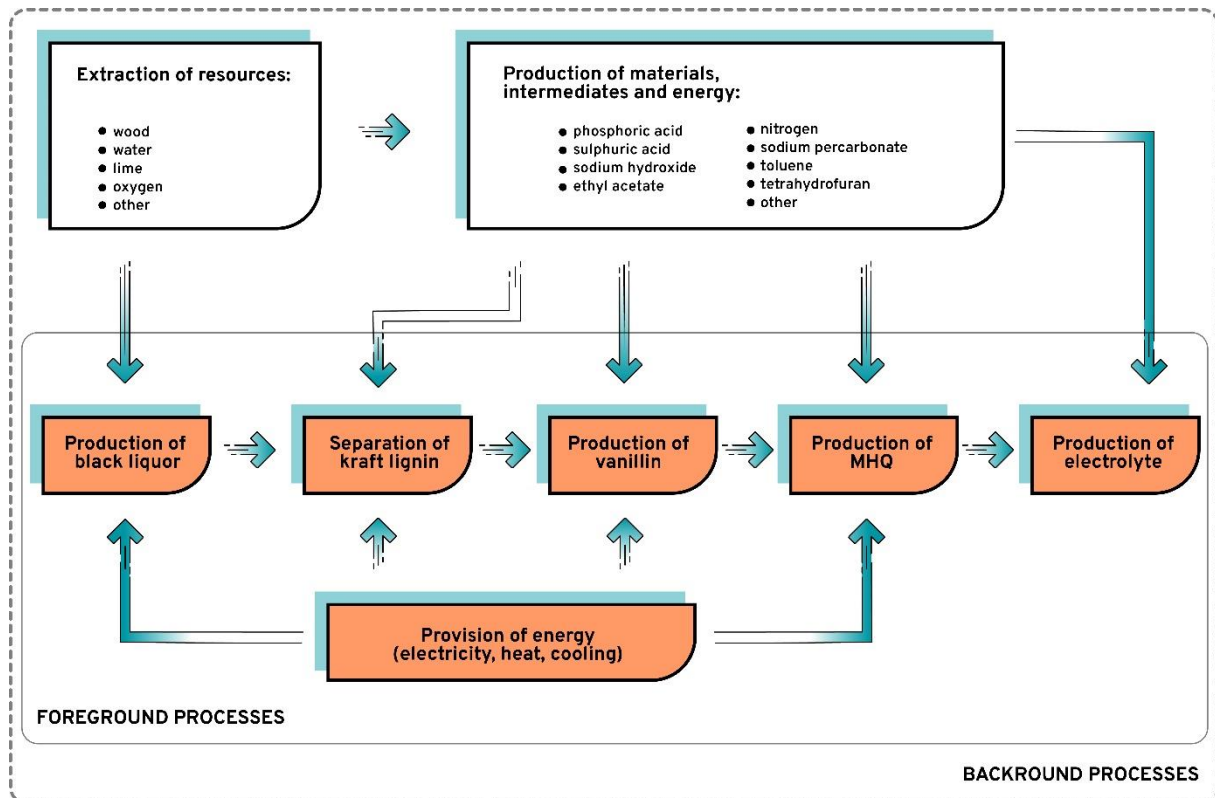 Extraction of resources:
● wood
● water
● lime
● oxygen
● other
Production of materials,
intermediates and energy:
● phosphoric acid
● sulphuric acid
● sodium hydroxide
● ethyl acetate
● nitrogen
● sodium percarbonate
● toluene
● tetrahydrofuran
● other
Production of
black liquor
Separation of
kraft lignin
Production of
vanillin
Production of
MHQ
Production of
electrolyte
Provision of energy
(electricity, heat, cooling)
FOREGROUND PROCESSES
BACKROUND PROCESSES